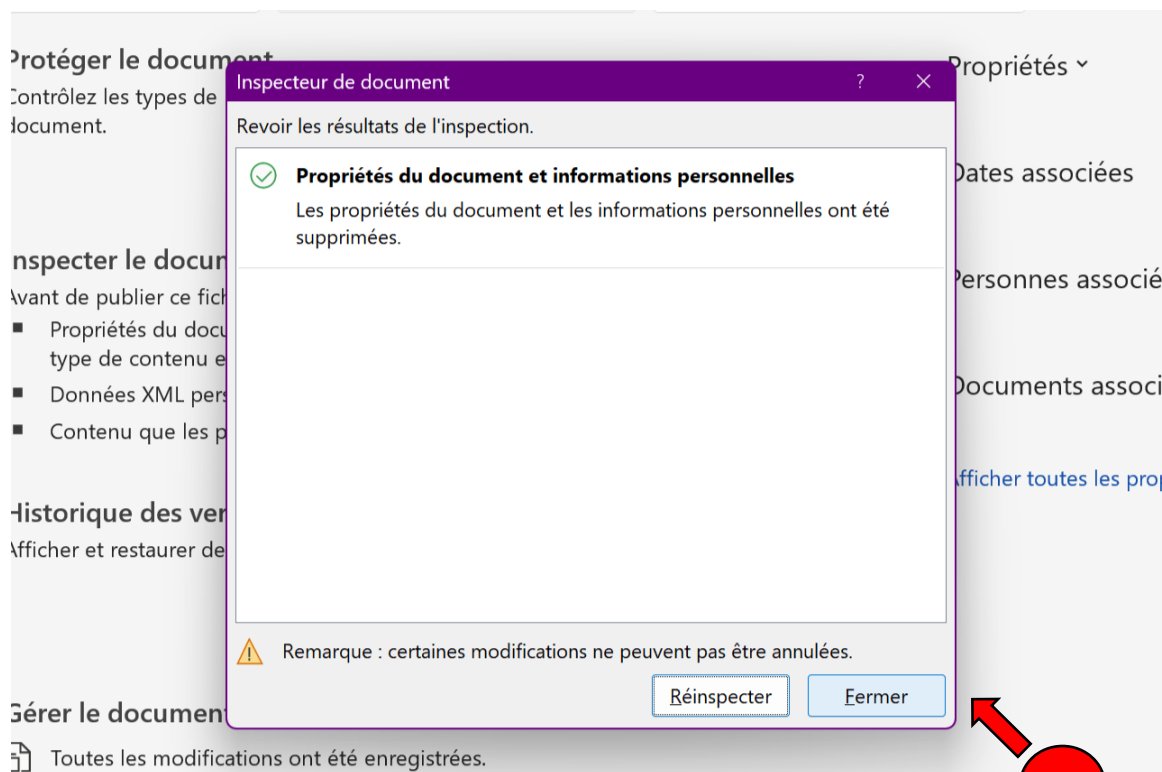 Protéger le document
Contrôlez les types de
document.
Inspecter le docum
Avant de publier ce fich
Propriétés du docu
type de contenu e
Données XML pers
Contenu que les p
Historique des ver
Afficher et restaurer de
Gérer le document
Toutes les modifications ont été enregistrées.
Inspecteur de document
Revoir les résultats de l'inspection.
Propriétés du document et informations personnelles
Les propriétés du document et les informations personnelles ont été
supprimées.
Remarque : certaines modifications ne peuvent pas être annulées.
Réinspecter Fermer
Propriétés
Dates associées
Personnes associé
Documents associ
Afficher toutes les prop